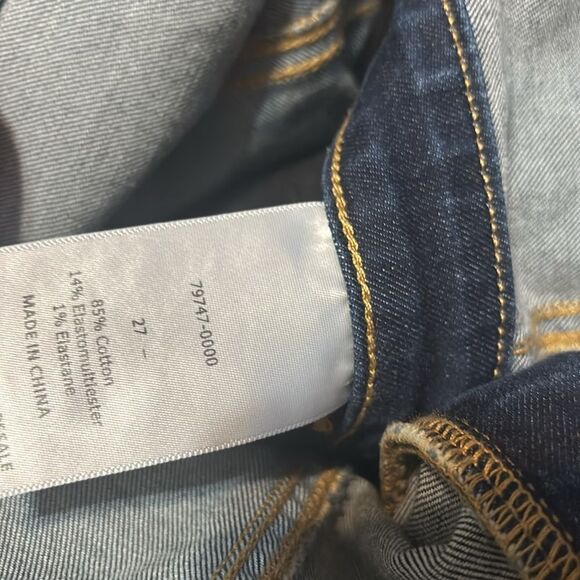 79747-0000
27 -
85% Cotton
14% Elastomultiester
1% Elastane
MADE IN CHINA